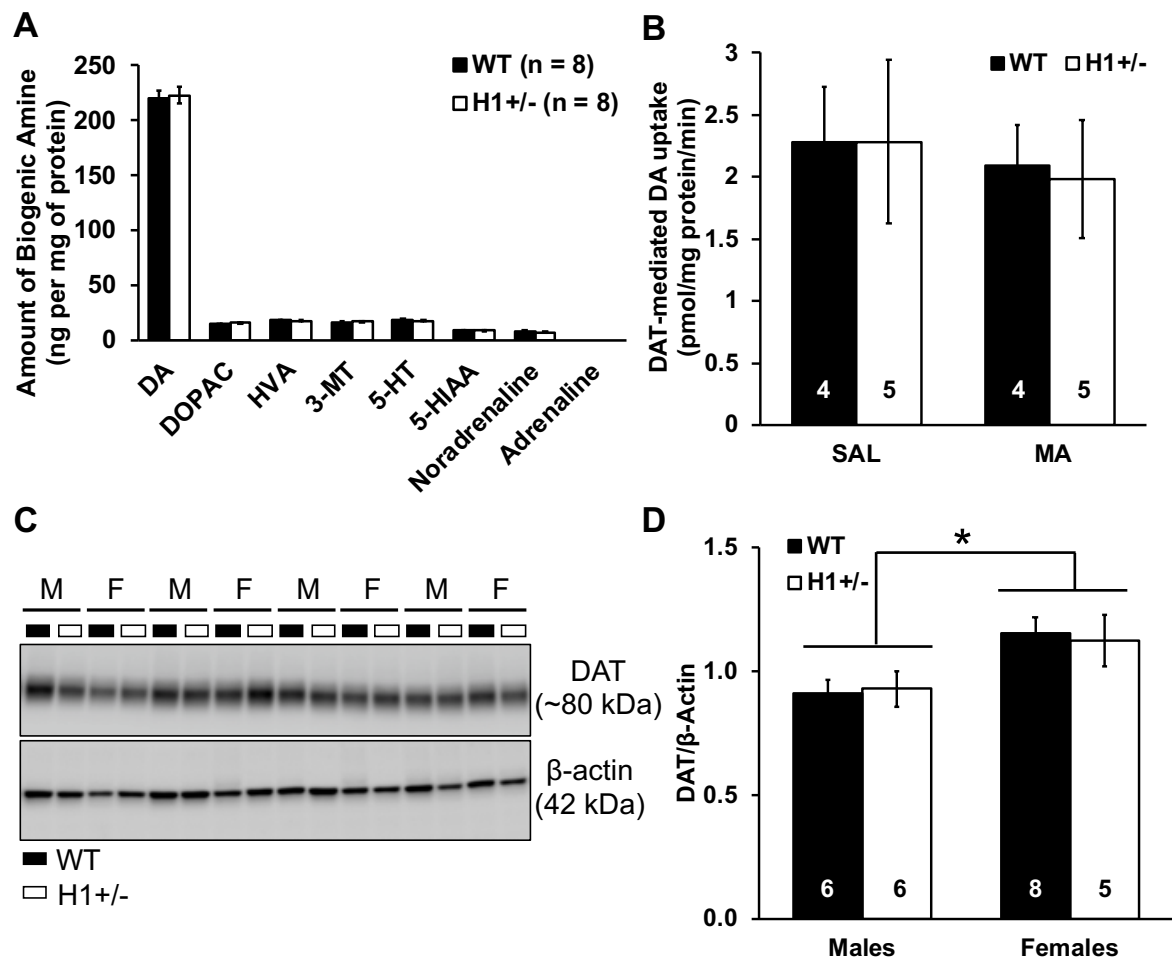 A
Amount of Biogenic Amine
(ng per mg of protein)
250
200
150
100
50
0
WT (n = 8)
H1+/- (n = 8)
DA
DOPAC
HVA
3-MT
5-HT
5-HIAA
Noradrenaline
Adrenaline
B
DAT-mediated DA uptake
(pmol/mg protein/min)
3
2.5
2
1.5
1
0.5
0
WT H1+/-
4 5 4 5
SAL MA
C
M F M F M F M F
DAT
(~80 kDa)
β-actin
(42 kDa)
WT
H1+/-
D
DAT/β-Actin
1.5
1.0
0.5
0.0
WT
H1+/-
*
6 6 8 5
Males Females